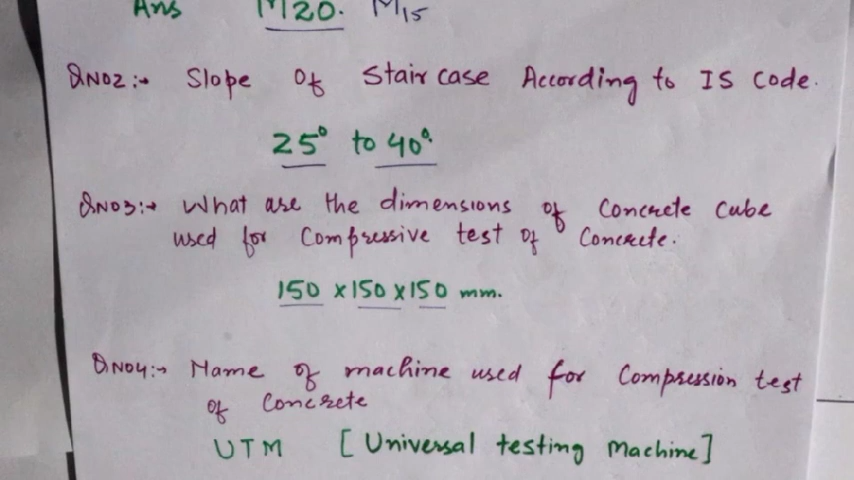 Ans M20. M15
QNO2:- Slope Of Stair case According to IS Code.
25° to 40°.
QNO3:- What are the dimensions of Concrete Cube
used for Compressive test of Concrete.
150 x 150 x 150 mm.
QNO4:- Name of machine used for Compression test
of Concrete
UTM [Universal testing Machine]